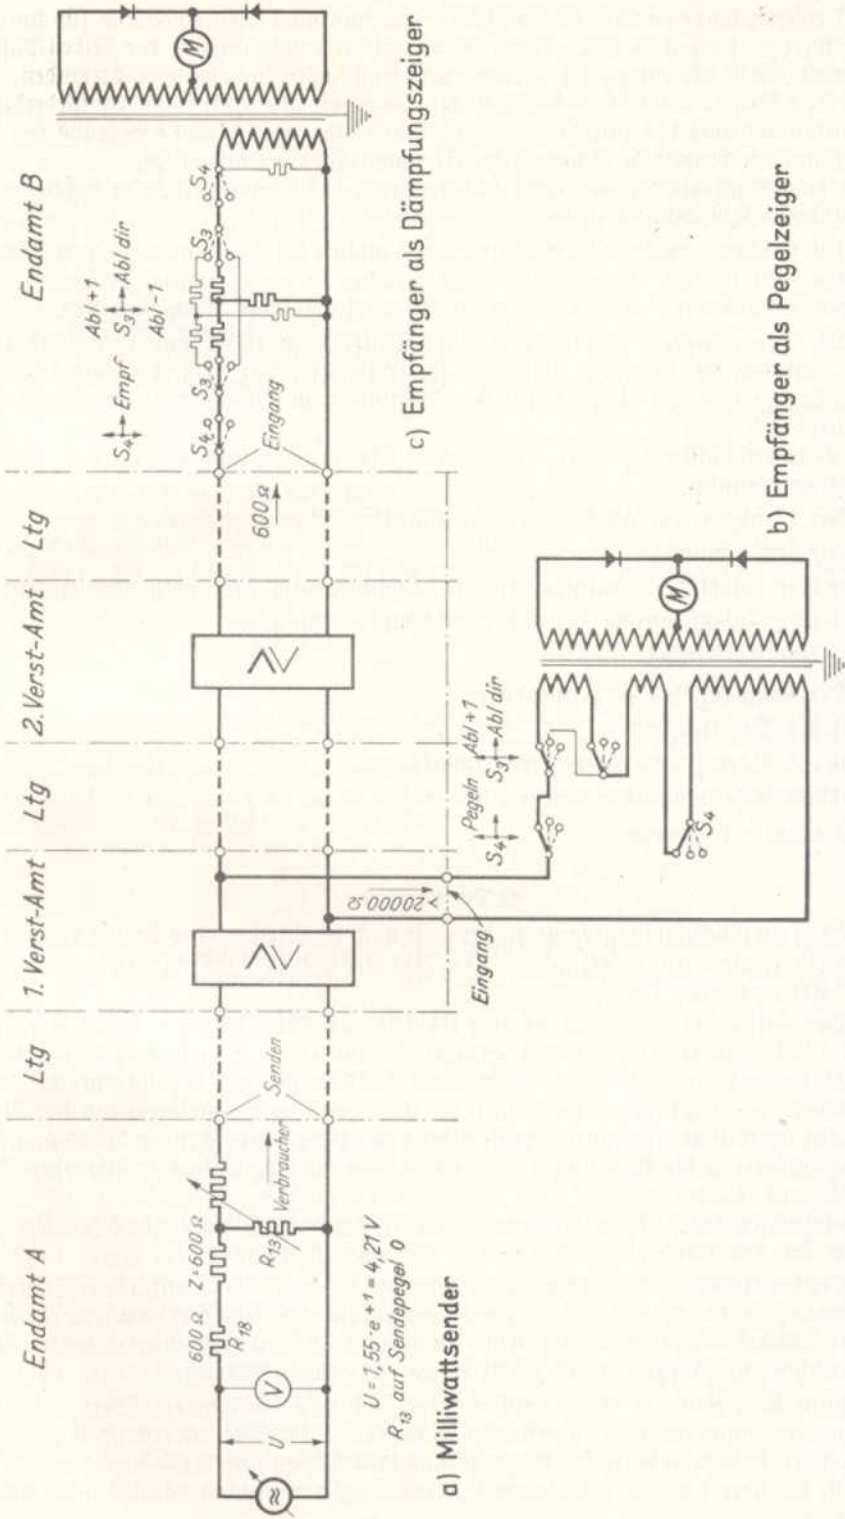 Endamt A
Ltg
1. Verst-Amt
Ltg
2. Verst-Amt
Ltg
Endamt B
600 Ω
Z = 600 Ω
R18
R13
U
V
Verbraucher
Senden
U = 1,55 · e⁺¹ = 4,21 V
R13 auf Sendepegel 0
a) Milliwattsender
> 20000 Ω
Eingang
Pegeln
S4
Abl +1
S3
Abl dir
S4
M
b) Empfänger als Pegelzeiger
600 Ω
Eingang
S4
Empf
Abl +1
S3
Abl dir
Abl -1
S4
S3
S3
S4
M
c) Empfänger als Dämpfungszeiger